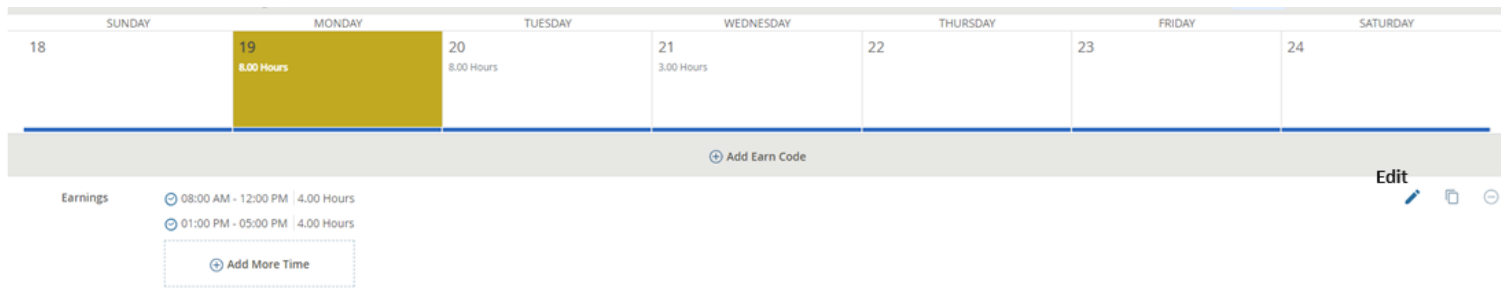 SUNDAY MONDAY TUESDAY WEDNESDAY THURSDAY FRIDAY SATURDAY
18 19 20 21 22 23 24
8.00 Hours 8.00 Hours 3.00 Hours
Add Earn Code
Edit
Earnings 08:00 AM - 12:00 PM 4.00 Hours
01:00 PM - 05:00 PM 4.00 Hours
Add More Time